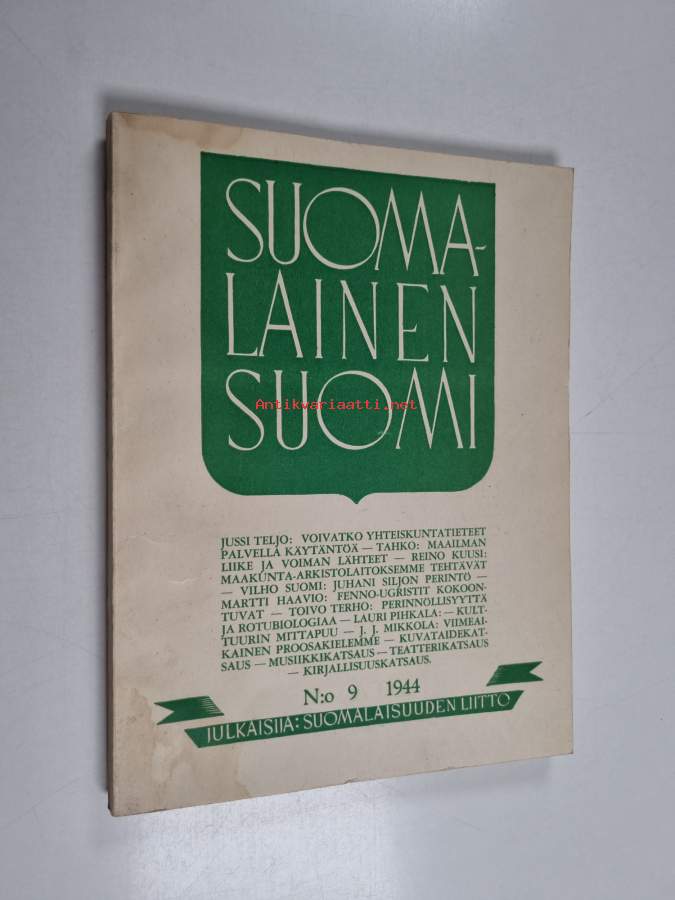 SUOMA-
LAINEN
Antikvariaatti.net
SUOMI
JUSSI TELJO: VOIVATKO YHTEISKUNTATIETEET
PALVELLA KÄYTÄNTÖÄ — TAHKO: MAAILMAN
LIIKE JA VOIMAN LÄHTEET — REINO KUUSI:
MAAKUNTA-ARKISTOLAITOKSEMME TEHTÄVÄT
— VILHO SUOMI: JUHANI SILJON PERINTÖ —
MARTTI HAAVIO: FENNO-UGRISTIT KOKOON-
TUVAT — TOIVO TERHO: PERINNÖLLISYYTTÄ
JA ROTUBIOLOGIAA — LAURI PIHKALA: — KULT-
TUURIN MITTAPUU — J. J. MIKKOLA: VIIMEAI-
KAINEN PROOSAKIELEMME — KUVATAIDEKAT-
SAUS — MUSIIKKIKATSAUS — TEATTERIKATSAUS
— KIRJALLISUUSKATSAUS.
N:o 9 1944
JULKAISIJA: SUOMALAISUUDEN LIITTO